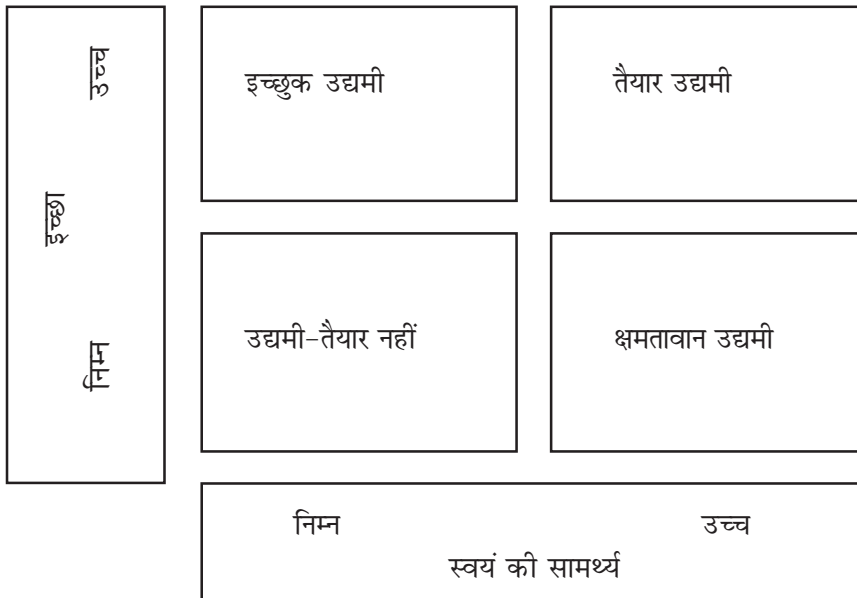 उच्च
इच्छा
निम्न
इच्छुक उद्यमी
तैयार उद्यमी
उद्यमी-तैयार नहीं
क्षमतावान उद्यमी
निम्न
उच्च
स्वयं की सामर्थ्य